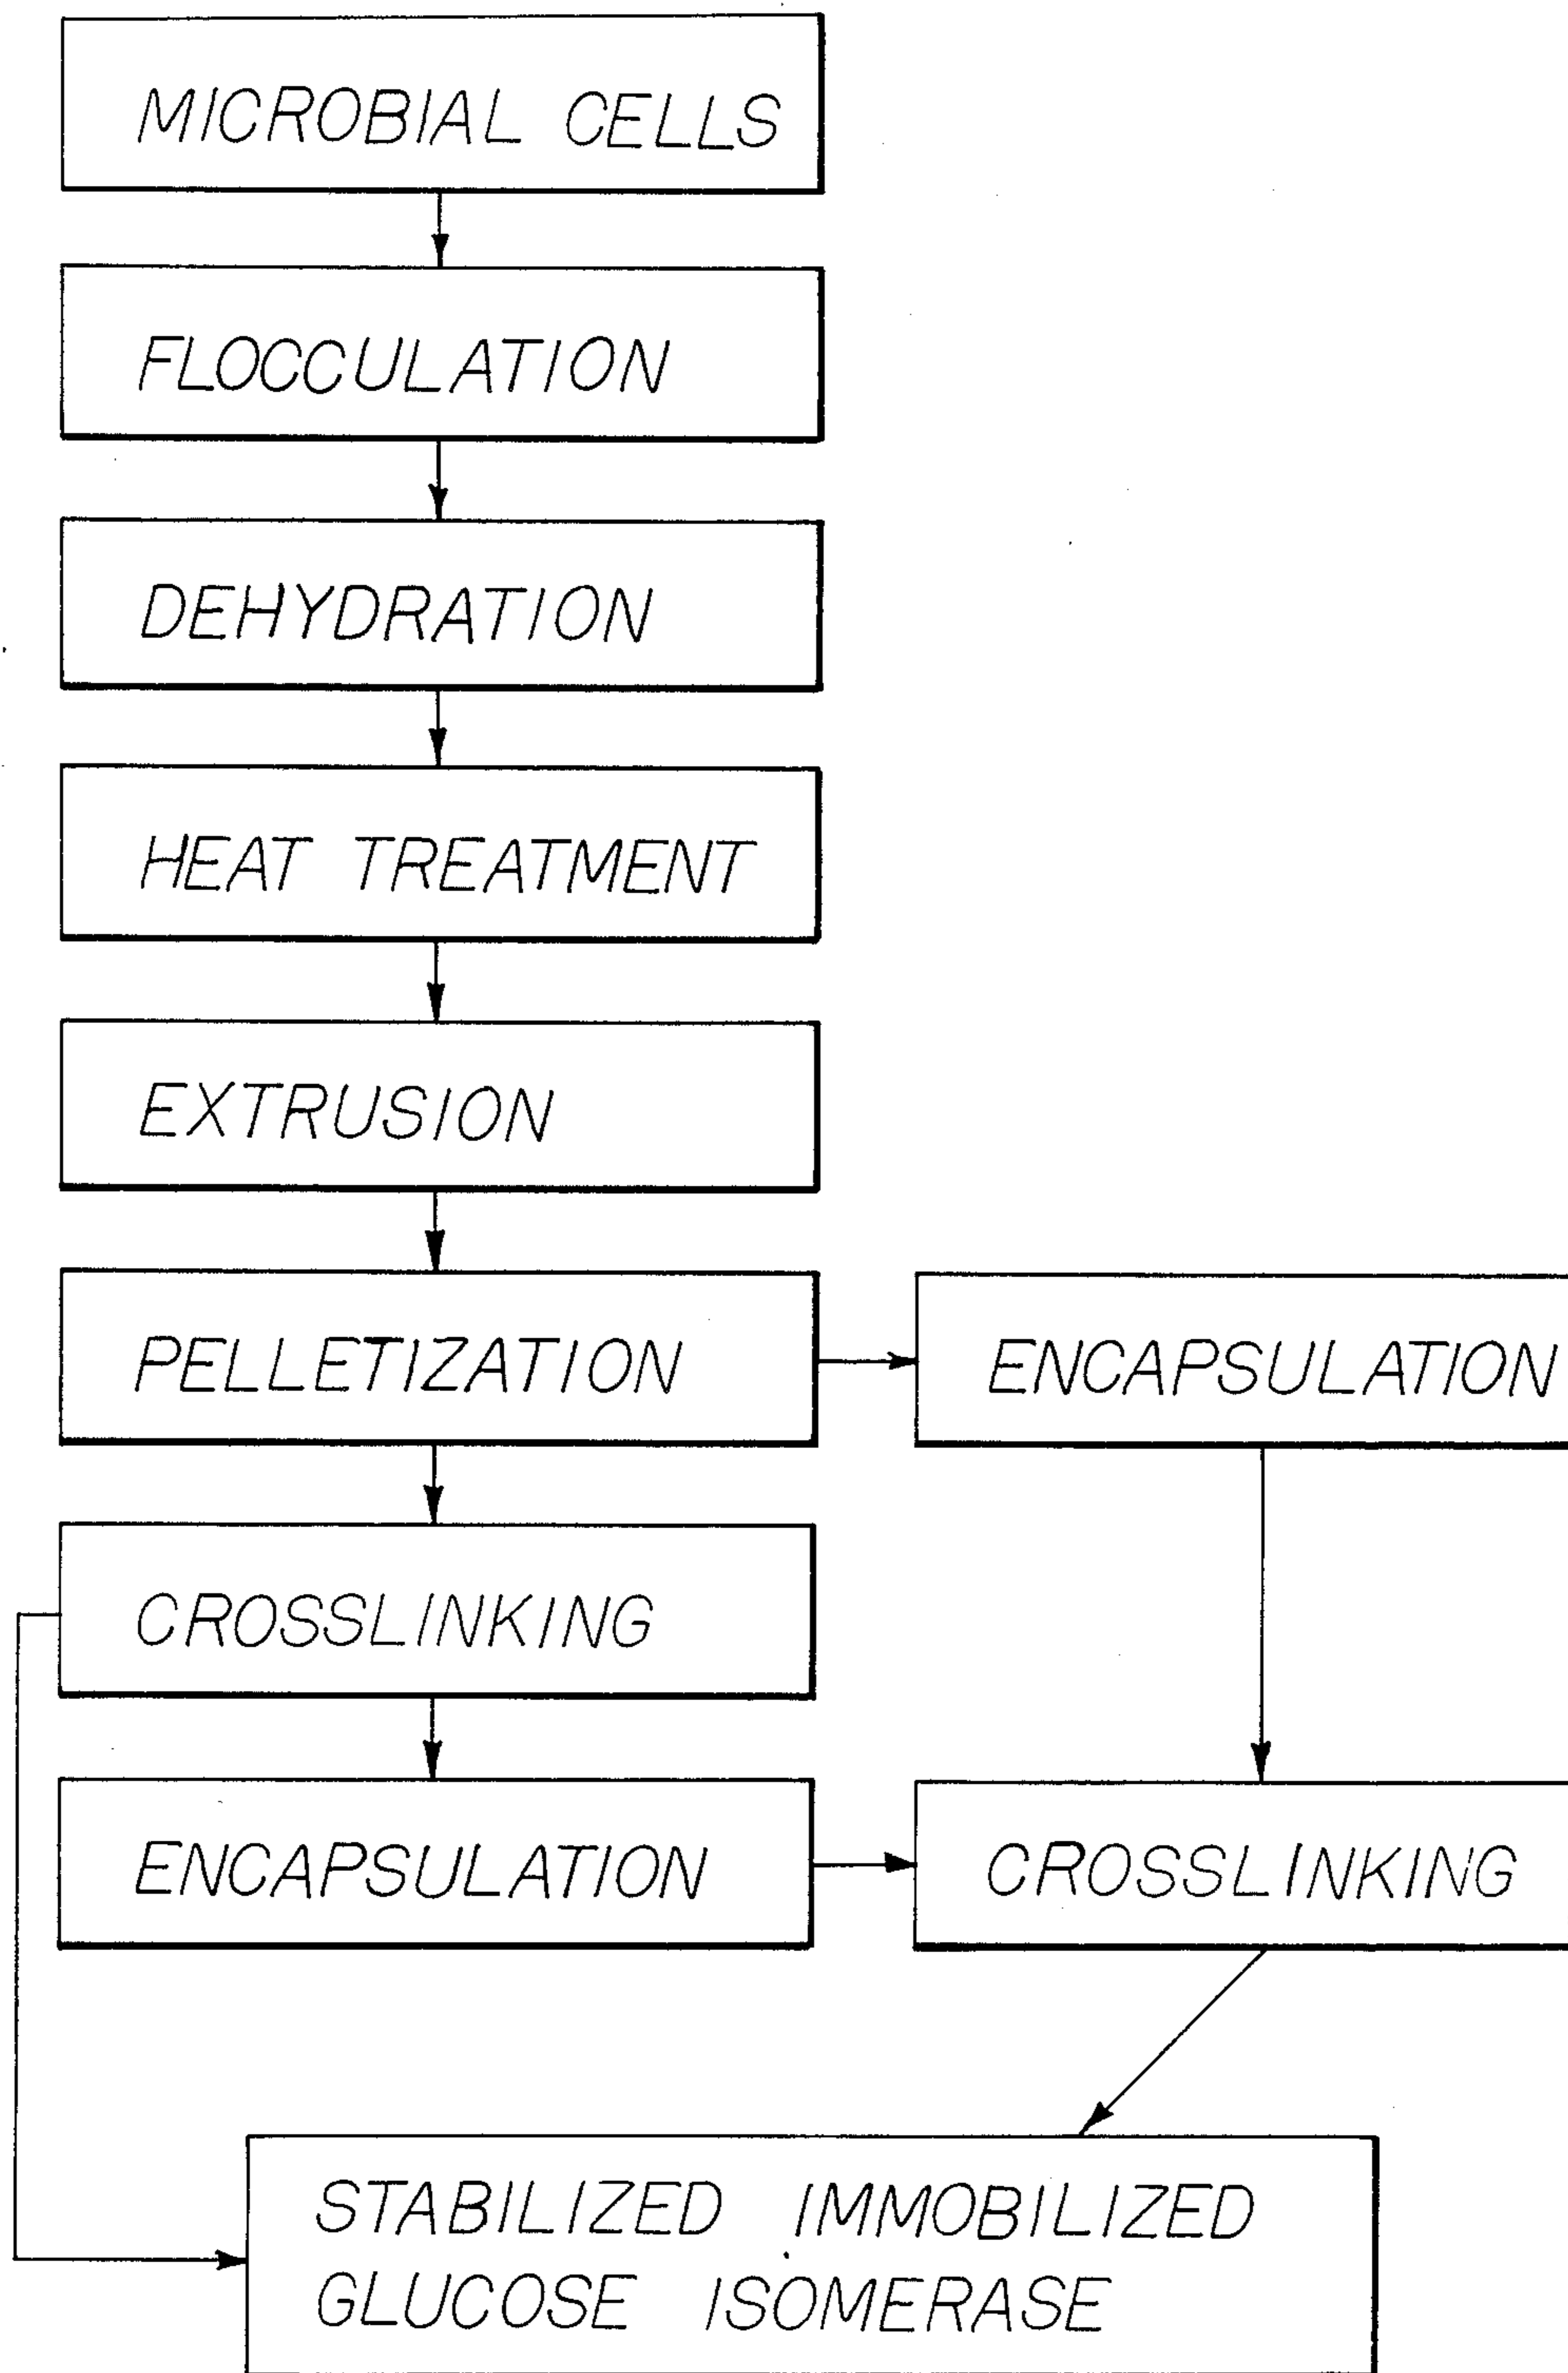 MICROBIAL CELLS
FLOCCULATION
DEHYDRATION
HEAT TREATMENT
EXTRUSION
PELLETIZATION
ENCAPSULATION
CROSSLINKING
ENCAPSULATION
CROSSLINKING
STABILIZED IMMOBILIZED
GLUCOSE ISOMERASE